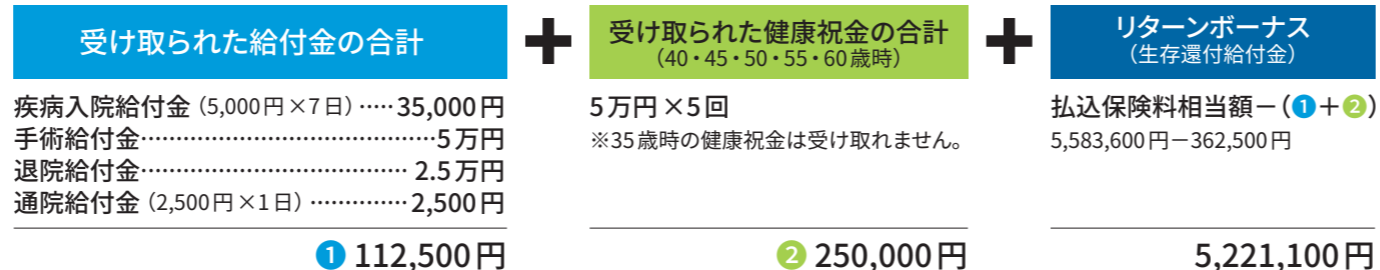 受け取られた給付金の合計
疾病入院給付金（5,000円×7日）……35,000円
手術給付金…………………………………5万円
退院給付金……………………………… 2.5万円
通院給付金（2,500円×1日）……………2,500円
❶ 112,500円
+
受け取られた健康祝金の合計
（40・45・50・55・60歳時）
5万円×5回
※35歳時の健康祝金は受け取れません。
❷ 250,000円
+
リターンボーナス
（生存還付給付金）
払込保険料相当額－（❶＋❷）
5,583,600円－362,500円
5,221,100円